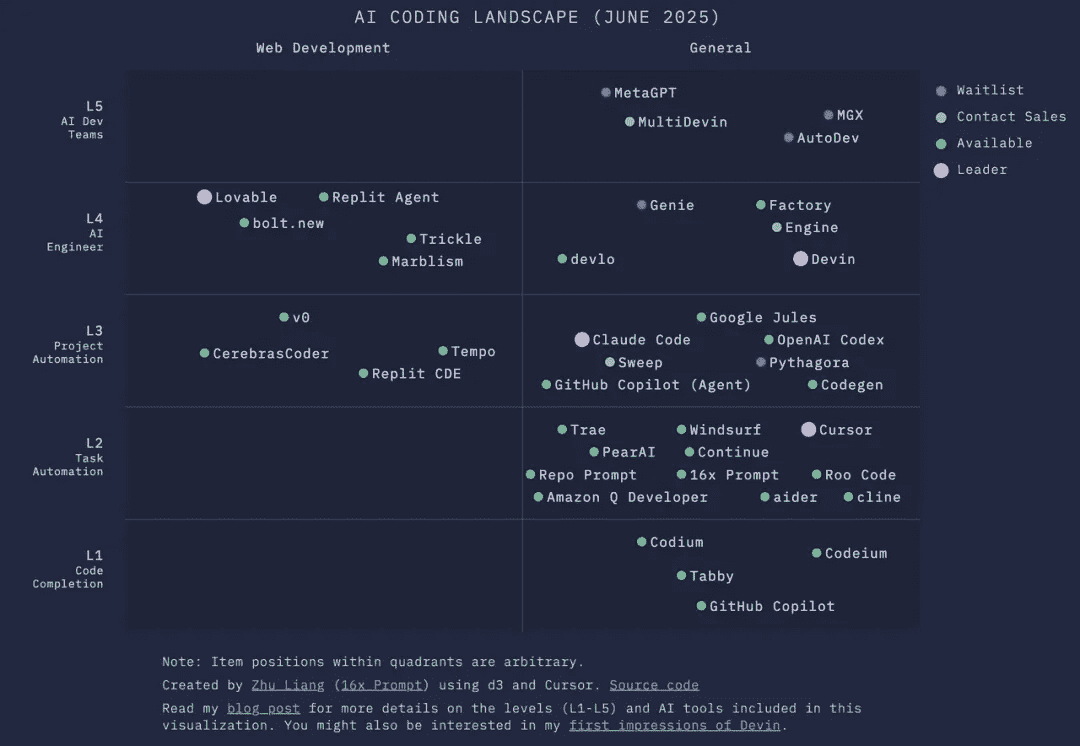 AI CODING LANDSCAPE (JUNE 2025)
Web Development
General
L5
AI Dev
Teams
MetaGPT
MultiDevin
MGX
AutoDev
Waitlist
Contact Sales
Available
Leader
L4
AI
Engineer
Lovable
Replit Agent
bolt.new
Trickle
Marblism
Genie
Factory
Engine
devlo
Devin
L3
Project
Automation
v0
CerebrasCoder
Tempo
Replit CDE
Google Jules
Claude Code
OpenAI Codex
Sweep
Pythagora
GitHub Copilot (Agent)
Codegen
L2
Task
Automation
Trae
Windsurf
Cursor
PearAI
Continue
Repo Prompt
16x Prompt
Roo Code
Amazon Q Developer
aider
cline
L1
Code
Completion
Codium
Codeium
Tabby
GitHub Copilot
Note: Item positions within quadrants are arbitrary.
Created by Zhu Liang (16x Prompt) using d3 and Cursor. Source code
Read my blog post for more details on the levels (L1-L5) and AI tools included in this
visualization. You might also be interested in my first impressions of Devin.